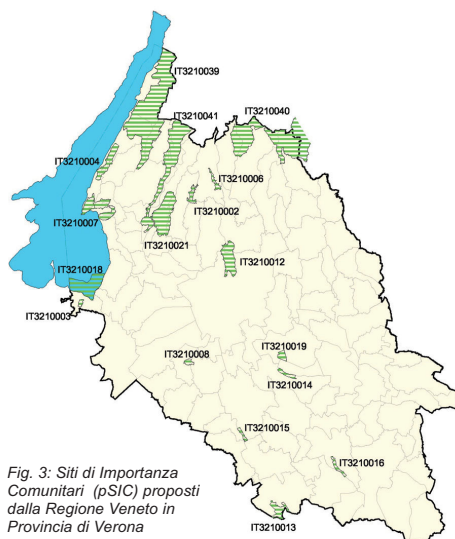 IT3210039
IT3210041
IT3210040
IT3210004
IT3210006
IT3210002
IT3210007
IT3210021
IT3210012
IT3210018
IT3210003
IT3210008
IT3210019
IT3210014
IT3210015
IT3210016
IT3210013
Fig. 3: Siti di Importanza
Comunitari (pSIC) proposti
dalla Regione Veneto in
Provincia di Verona